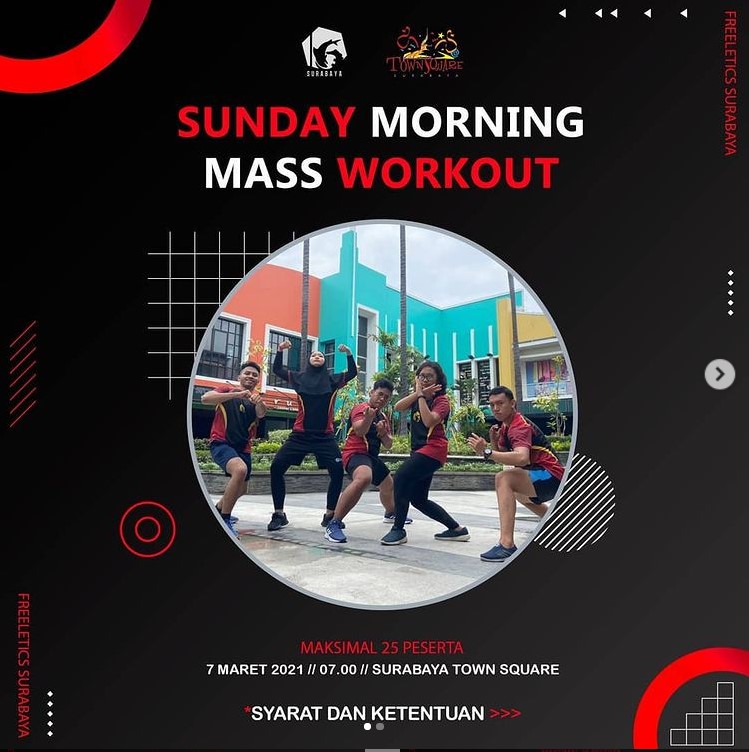 SURABAYA
TOWN SQUARE
SURABAYA
FREELETICS SURABAYA
SUNDAY MORNING
MASS WORKOUT
FREELETICS SURABAYA
MAKSIMAL 25 PESERTA
7 MARET 2021 // 07.00 // SURABAYA TOWN SQUARE
*SYARAT DAN KETENTUAN >>>